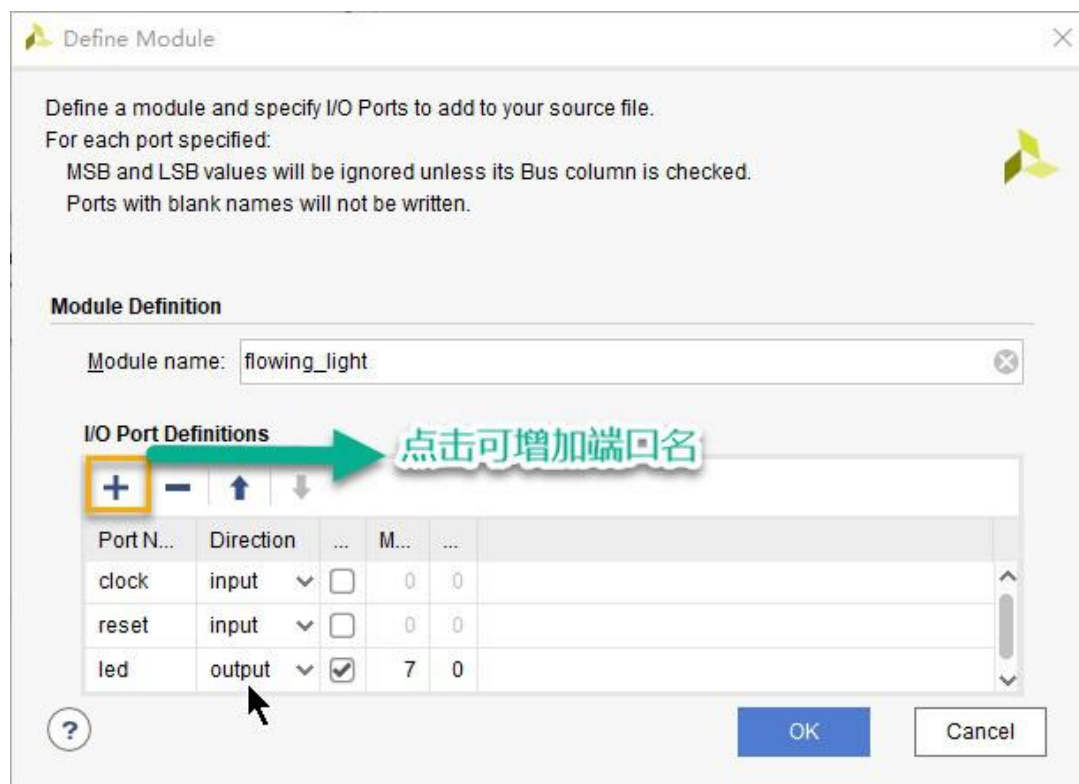 Define Module
Define a module and specify I/O Ports to add to your source file.
For each port specified:
MSB and LSB values will be ignored unless its Bus column is checked.
Ports with blank names will not be written.
Module Definition
Module name: flowing_light
I/O Port Definitions
点击可增加端口名
Port N... Direction ... M... ...
clock input 0 0
reset input 0 0
led output 7 0
? OK Cancel